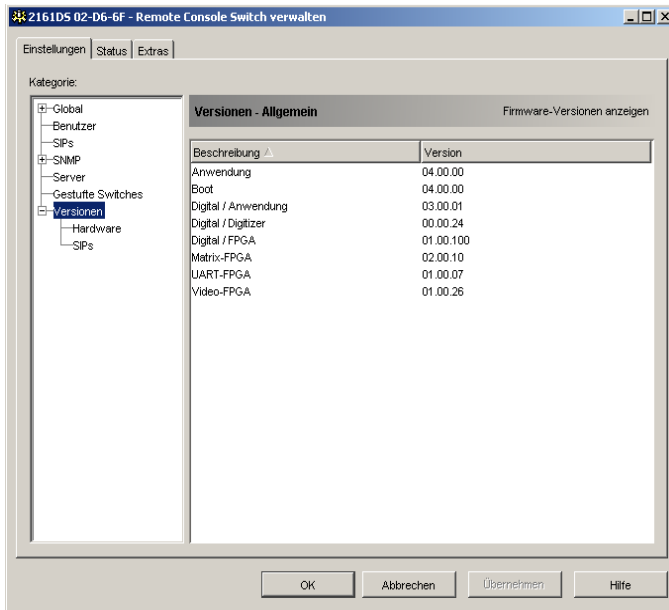 2161DS 02-D6-6F - Remote Console Switch verwalten
Einstellungen Status Extras
Kategorie:
Global
Benutzer
SIPs
SNMP
Server
Gestufte Switches
Versionen
Hardware
SIPs
Versionen - Allgemein Firmware-Versionen anzeigen
Beschreibung Version
Anwendung 04.00.00
Boot 04.00.00
Digital / Anwendung 03.00.01
Digital / Digitizer 00.00.24
Digital / FPGA 01.00.100
Matrix-FPGA 02.00.10
UART-FPGA 01.00.07
Video-FPGA 01.00.26
OK Abbrechen Übernehmen Hilfe